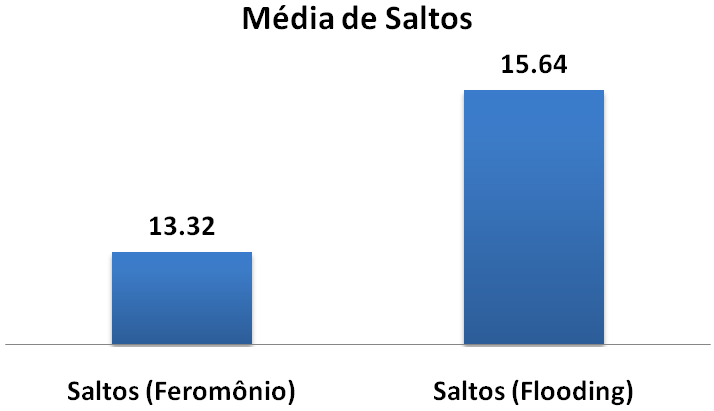 Média de Saltos
15.64
13.32
Saltos (Feromônio)
Saltos (Flooding)